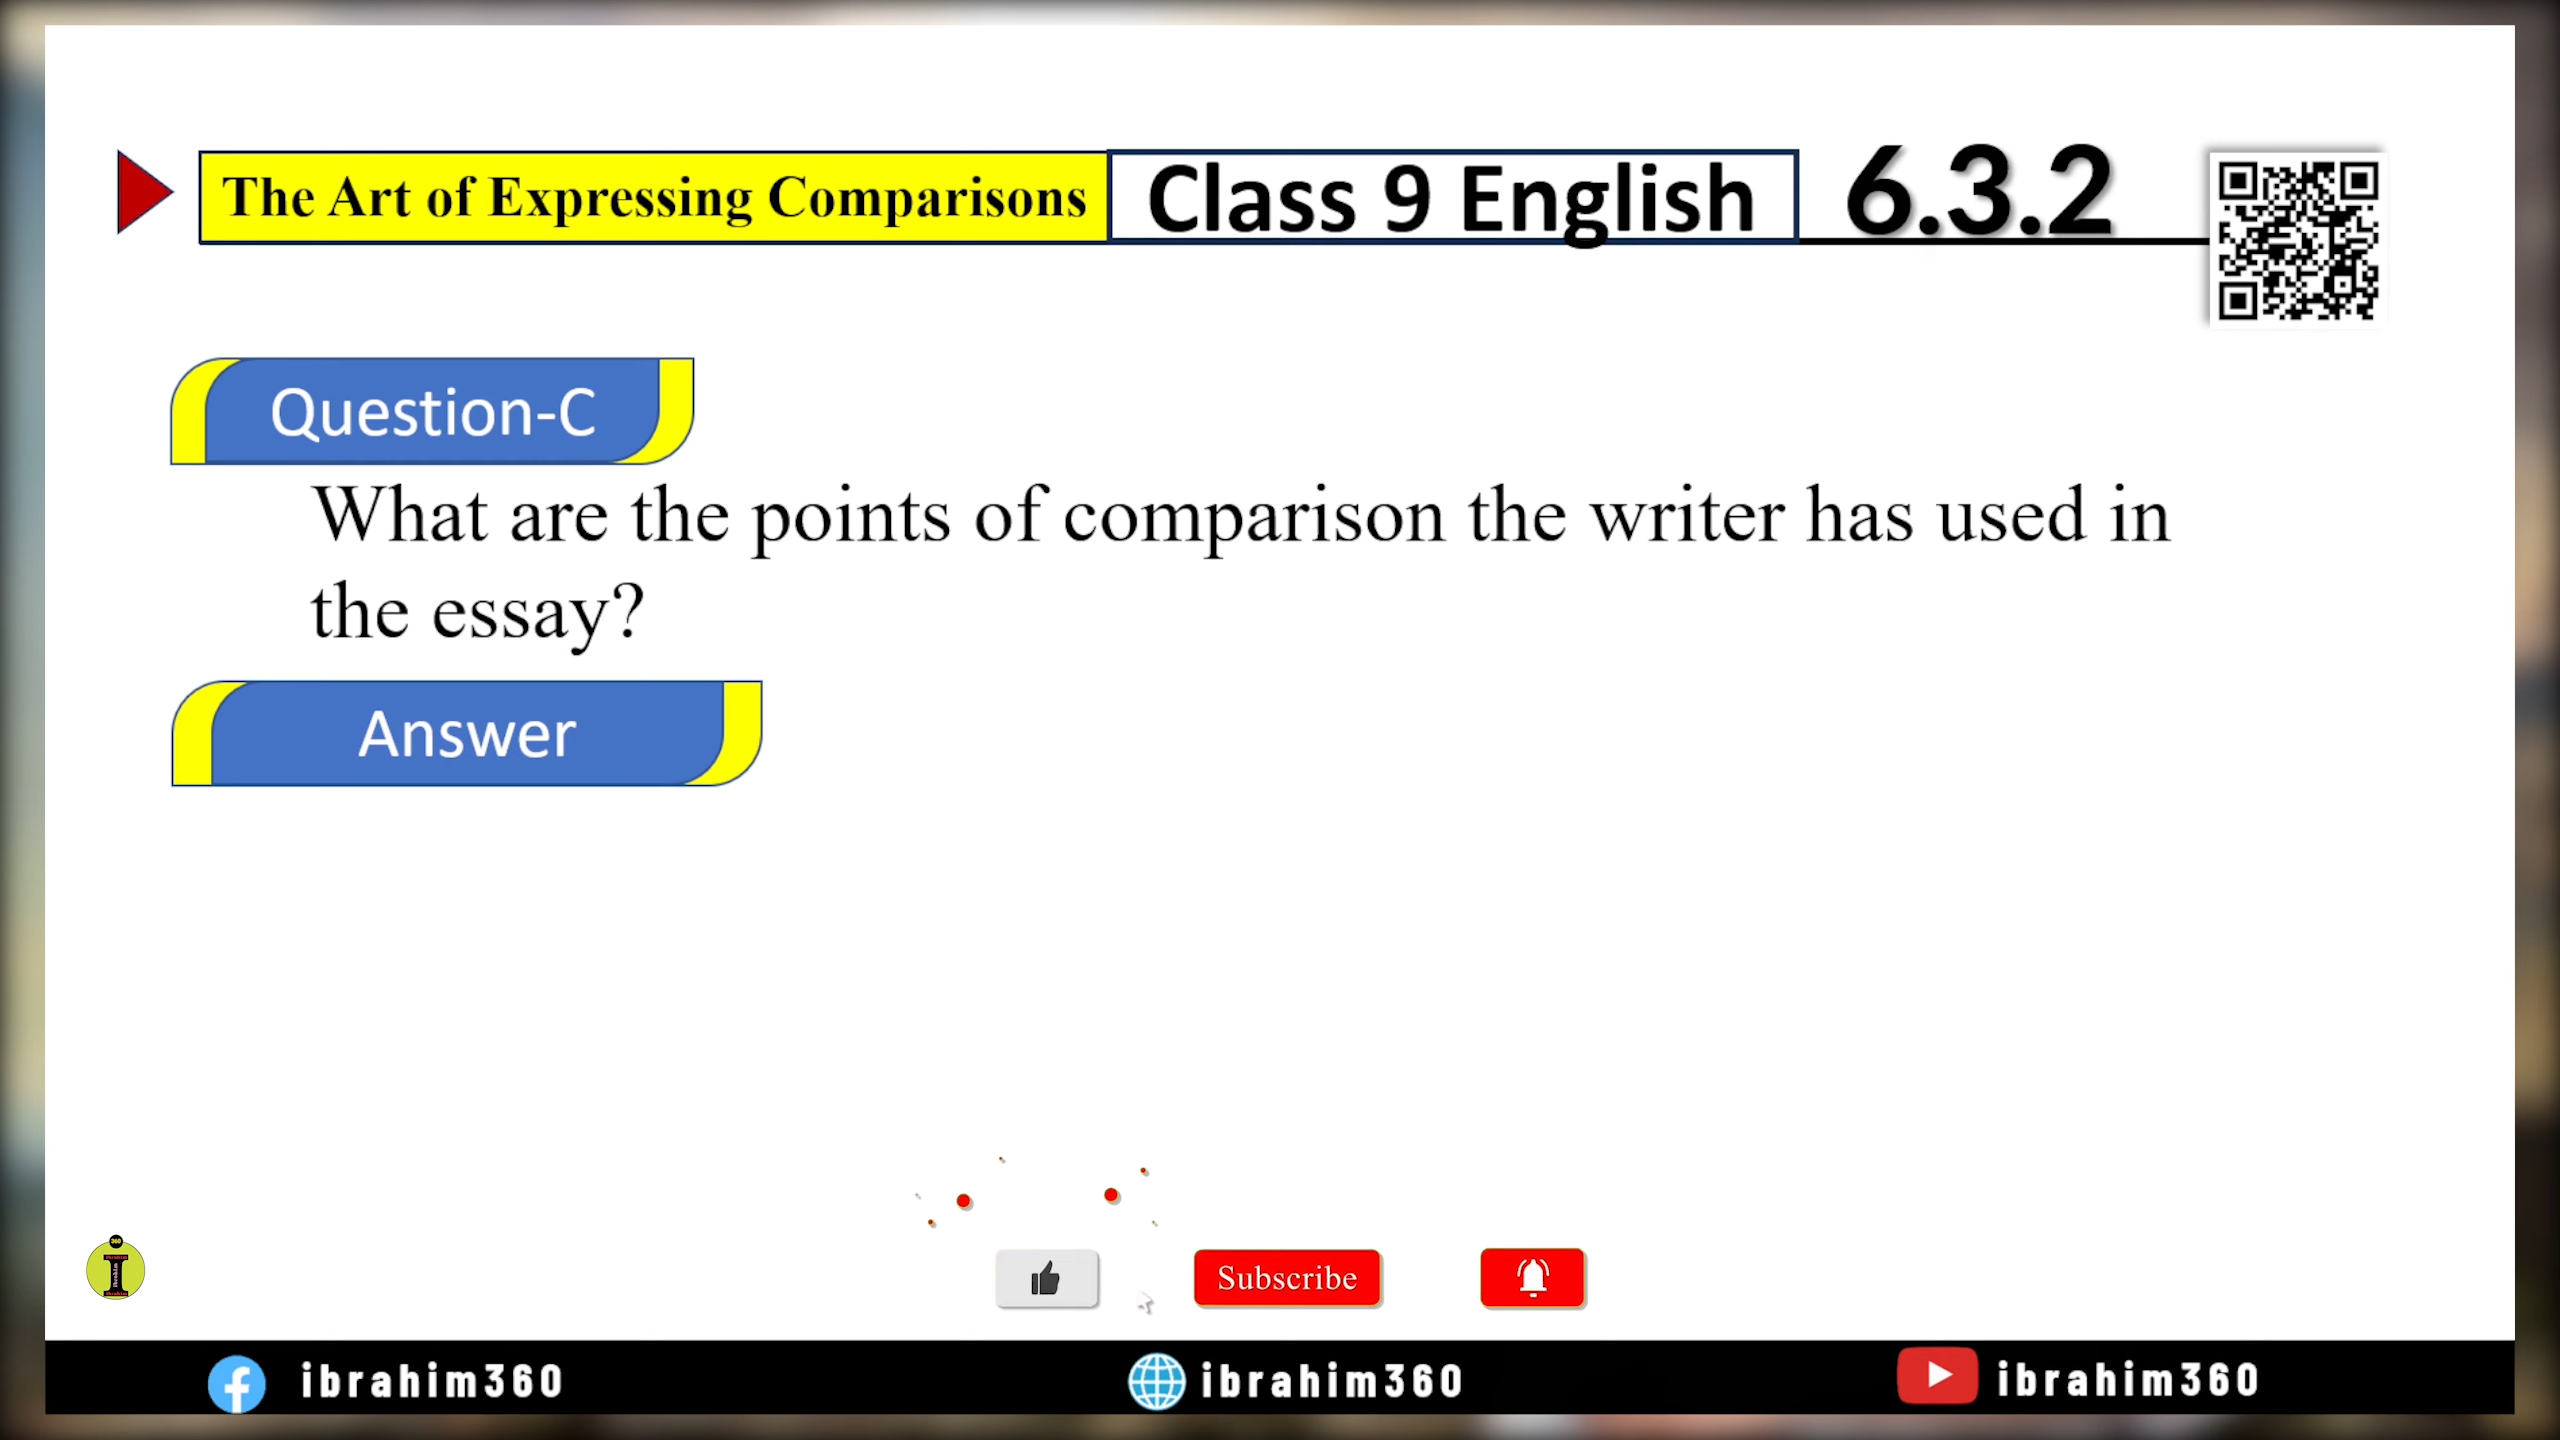 The Art of Expressing Comparisons Class 9 English 6.3.2
Question-C
What are the points of comparison the writer has used in
the essay?
Answer
Subscribe
ibrahim360 ibrahim360 ibrahim360